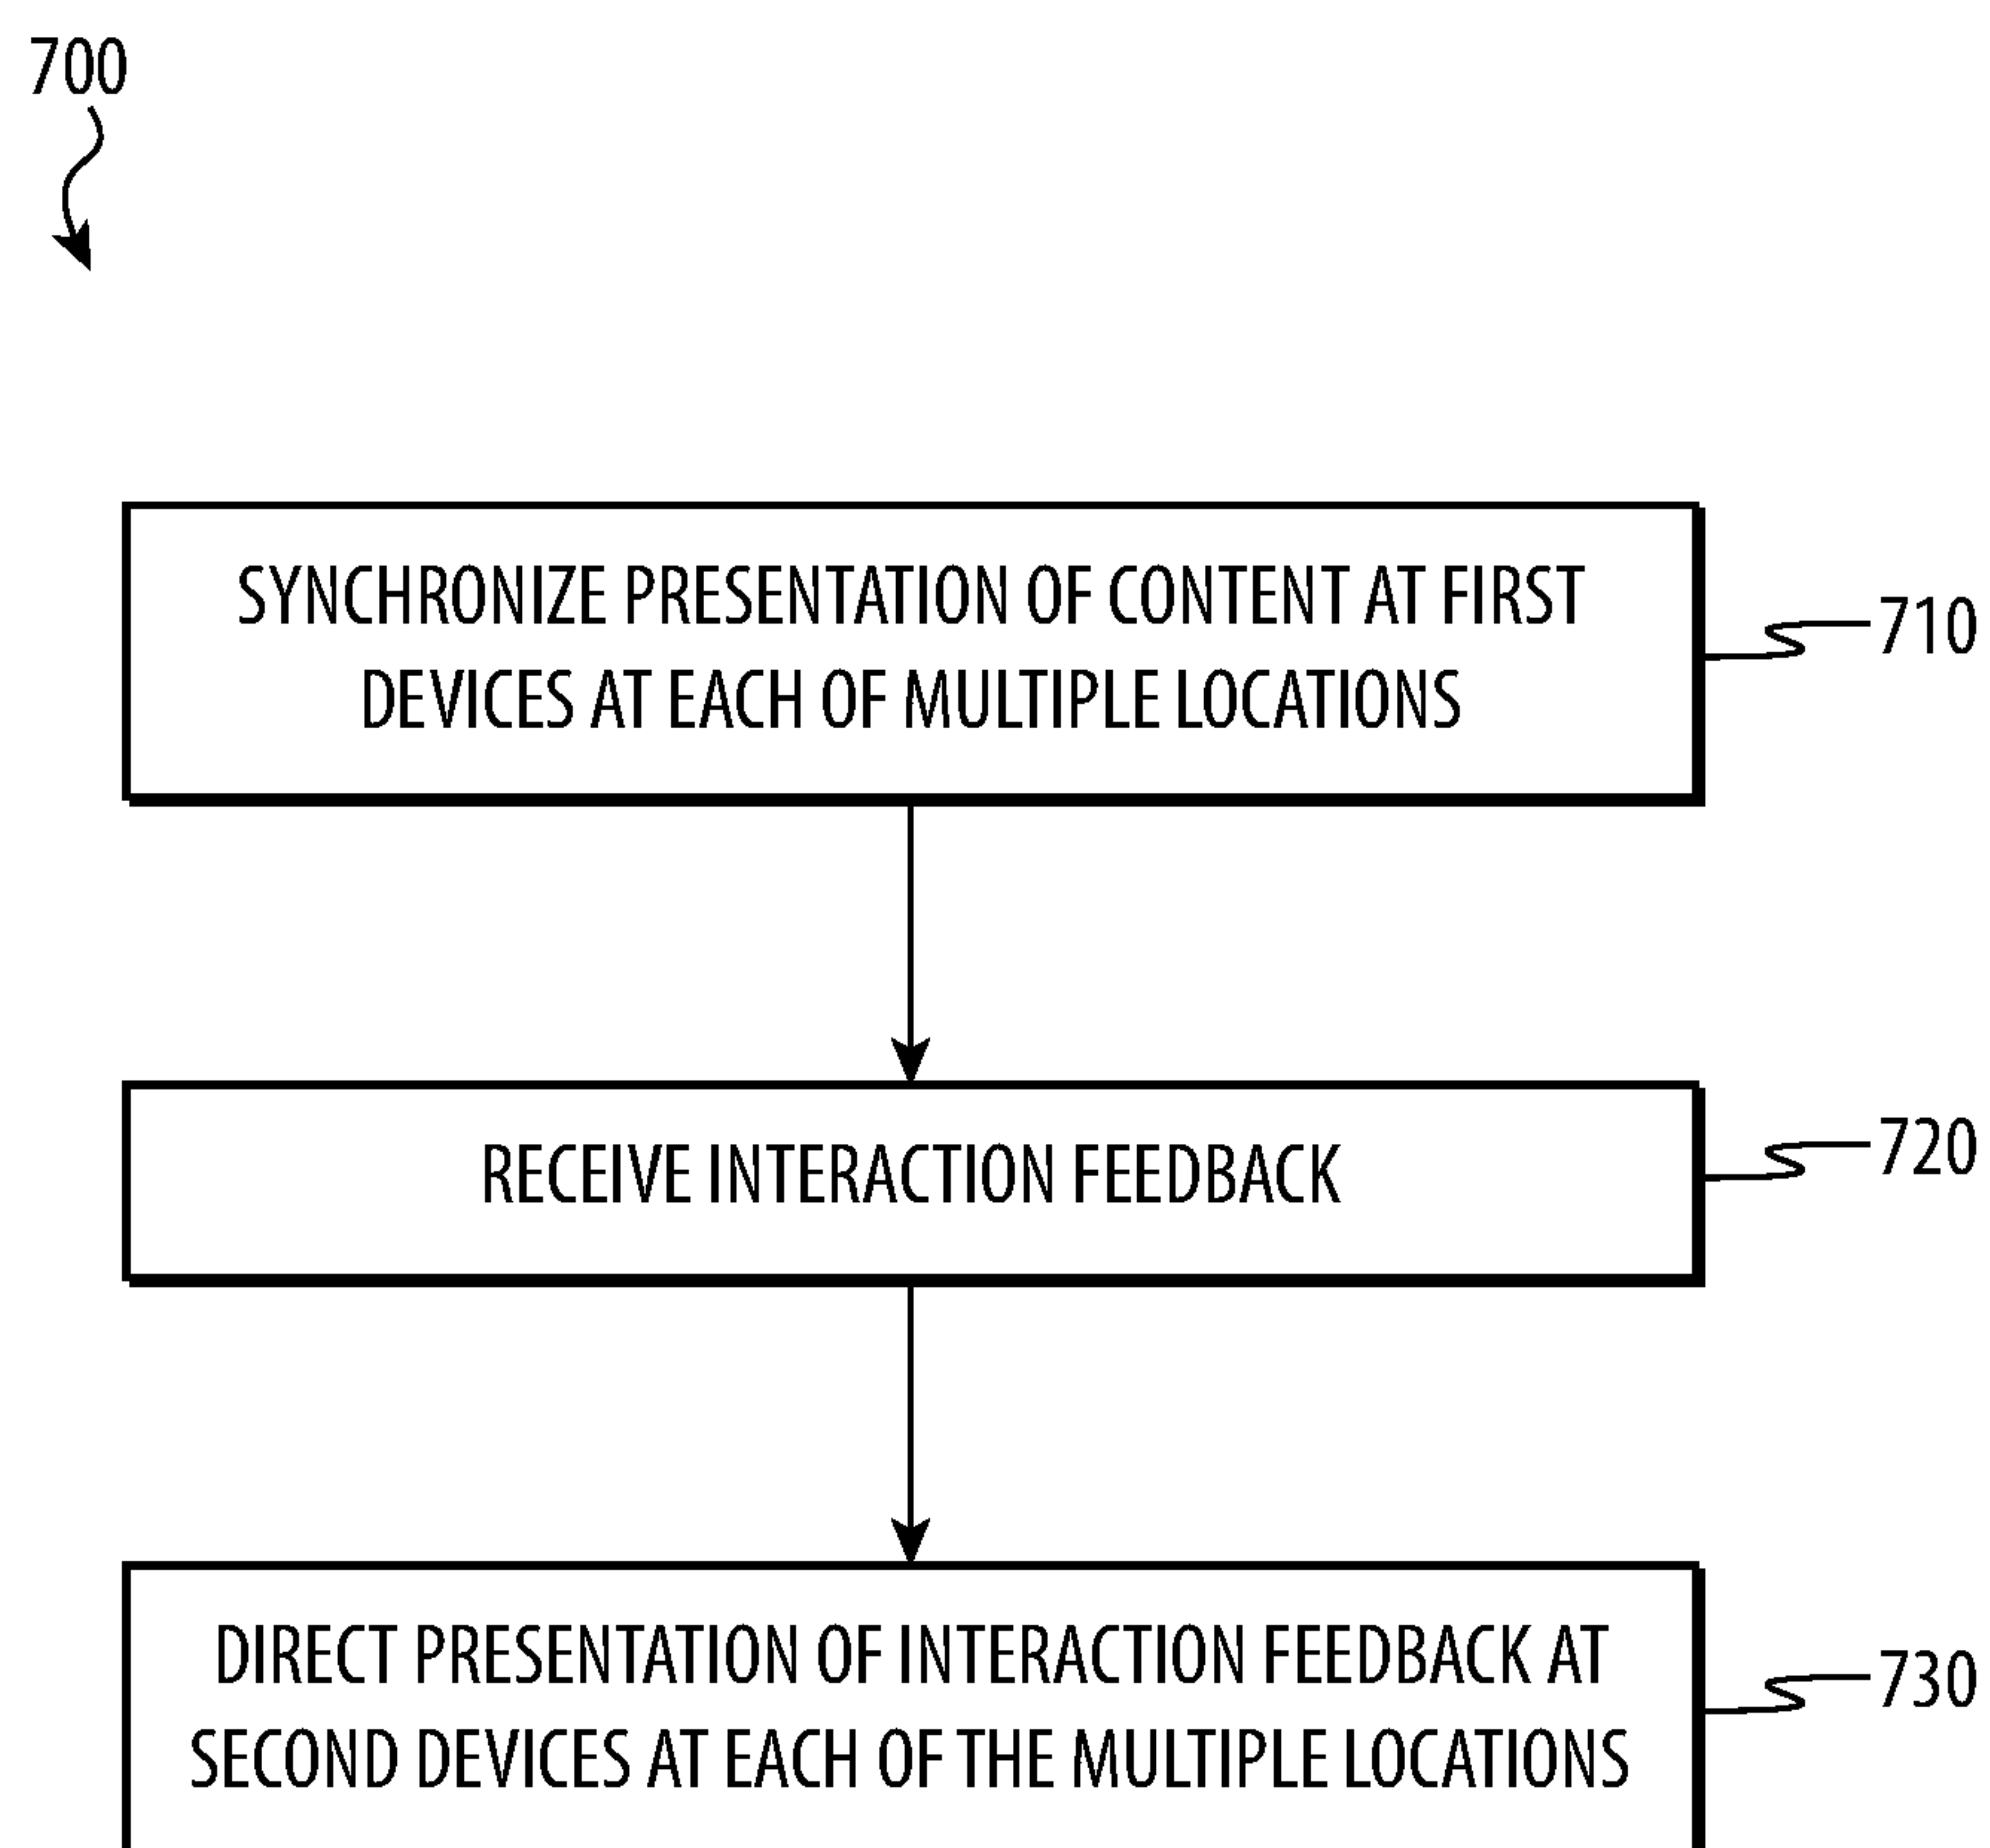 700
SYNCHRONIZE PRESENTATION OF CONTENT AT FIRST
DEVICES AT EACH OF MULTIPLE LOCATIONS
710
RECEIVE INTERACTION FEEDBACK
720
DIRECT PRESENTATION OF INTERACTION FEEDBACK AT
SECOND DEVICES AT EACH OF THE MULTIPLE LOCATIONS
730